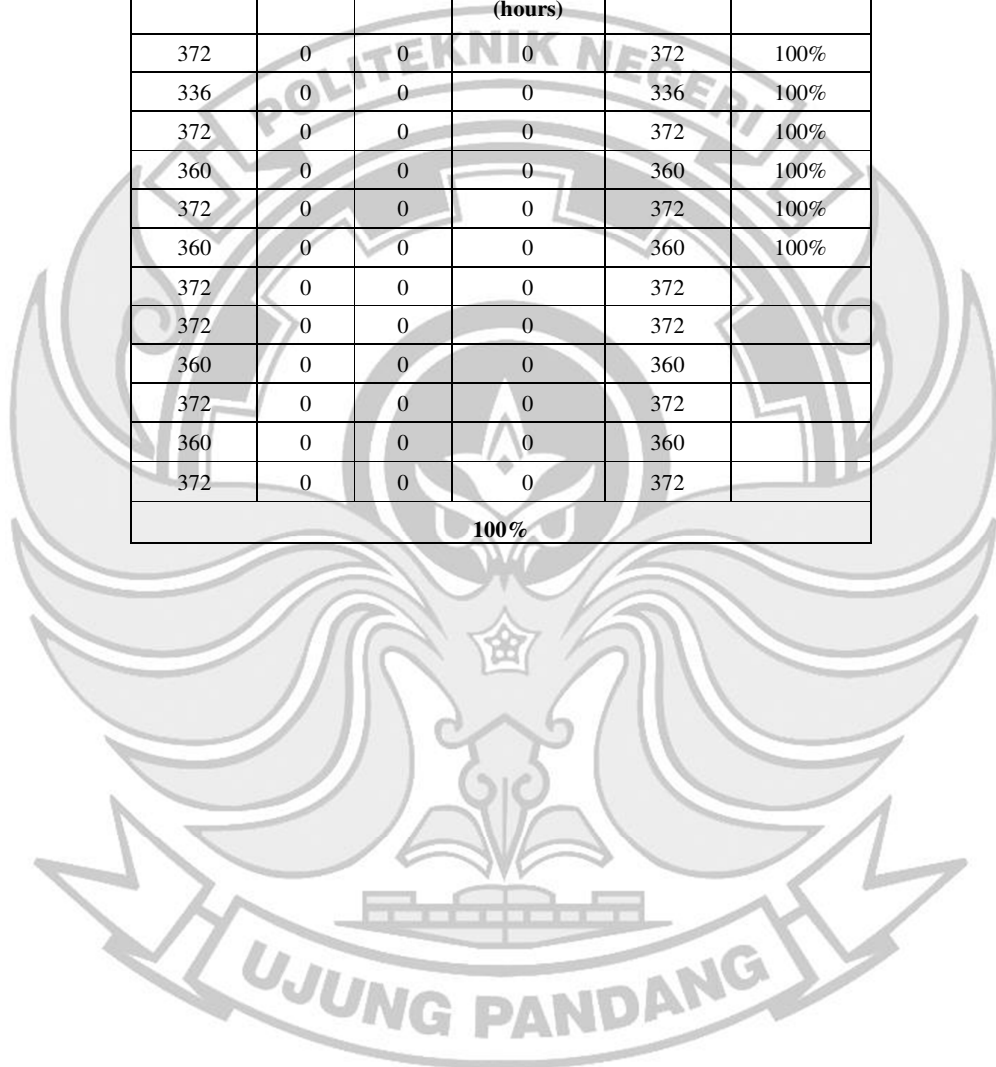 (hours)
372 0 0 0 372 100%
336 0 0 0 336 100%
372 0 0 0 372 100%
360 0 0 0 360 100%
372 0 0 0 372 100%
360 0 0 0 360 100%
372 0 0 0 372
372 0 0 0 372
360 0 0 0 360
372 0 0 0 372
360 0 0 0 360
372 0 0 0 372
100%
POLITEKNIK NEGERI
UJUNG PANDANG